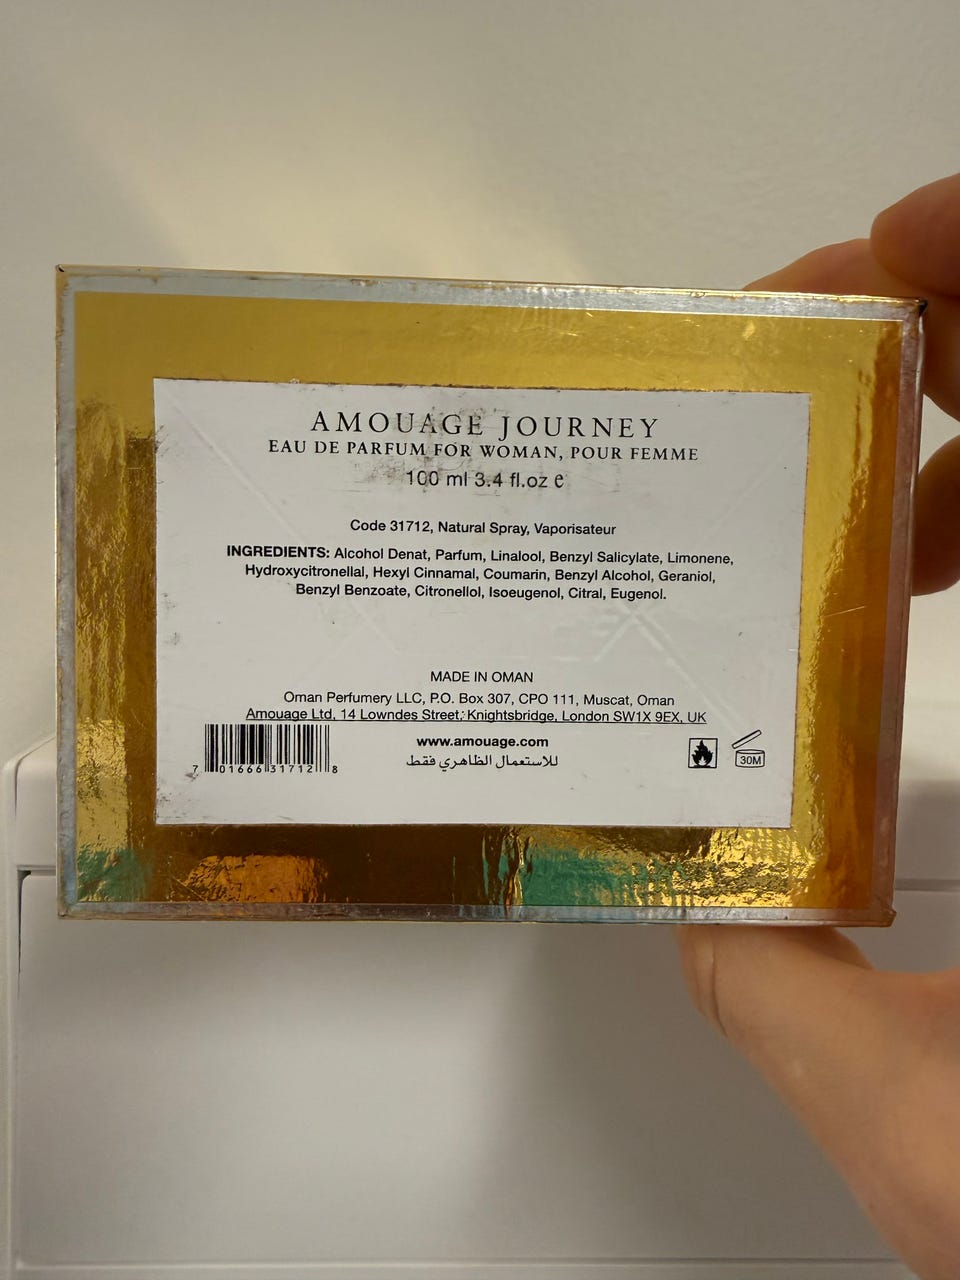 AMOUAGE JOURNEY
EAU DE PARFUM FOR WOMAN, POUR FEMME
100 ml 3.4 fl.oz e
Code 31712, Natural Spray, Vaporisateur
INGREDIENTS: Alcohol Denat, Parfum, Linalool, Benzyl Salicylate, Limonene,
Hydroxycitronellal, Hexyl Cinnamal, Coumarin, Benzyl Alcohol, Geraniol,
Benzyl Benzoate, Citronellol, Isoeugenol, Citral, Eugenol.
MADE IN OMAN
Oman Perfumery LLC, P.O. Box 307, CPO 111, Muscat, Oman
Amouage Ltd, 14 Lowndes Street, Knightsbridge, London SW1X 9EX, UK
www.amouage.com
للاستعمال الظاهري فقط
7 01666 31712 8
30M